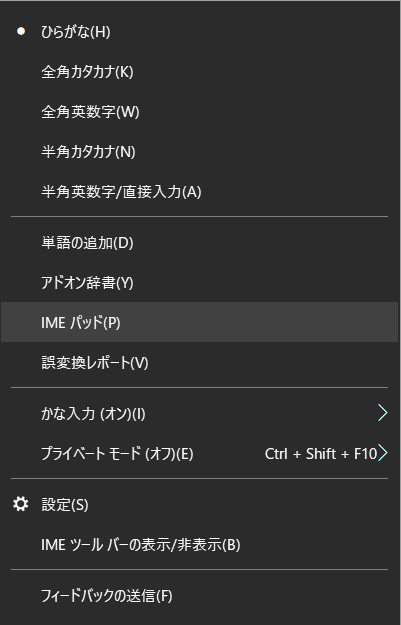 ひらがな(H)
全角カタカナ(K)
全角英数字(W)
半角カタカナ(N)
半角英数字/直接入力(A)
単語の追加(D)
アドオン辞書(Y)
IME パッド(P)
誤変換レポート(V)
かな入力 (オン)(I)
プライベート モード (オフ)(E) Ctrl + Shift + F10
設定(S)
IME ツール バーの表示/非表示(B)
フィードバックの送信(F)